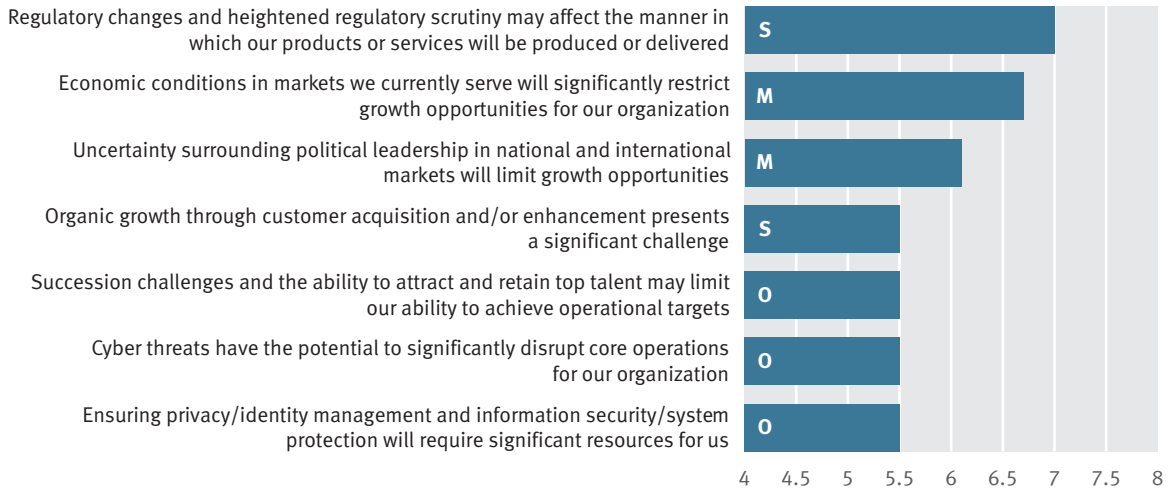 Regulatory changes and heightened regulatory scrutiny may affect the manner in
which our products or services will be produced or delivered
S
Economic conditions in markets we currently serve will significantly restrict
growth opportunities for our organization
M
Uncertainty surrounding political leadership in national and international
markets will limit growth opportunities
M
Organic growth through customer acquisition and/or enhancement presents
a significant challenge
S
Succession challenges and the ability to attract and retain top talent may limit
our ability to achieve operational targets
O
Cyber threats have the potential to significantly disrupt core operations
for our organization
O
Ensuring privacy/identity management and information security/system
protection will require significant resources for us
O
4 4.5 5 5.5 6 6.5 7 7.5 8